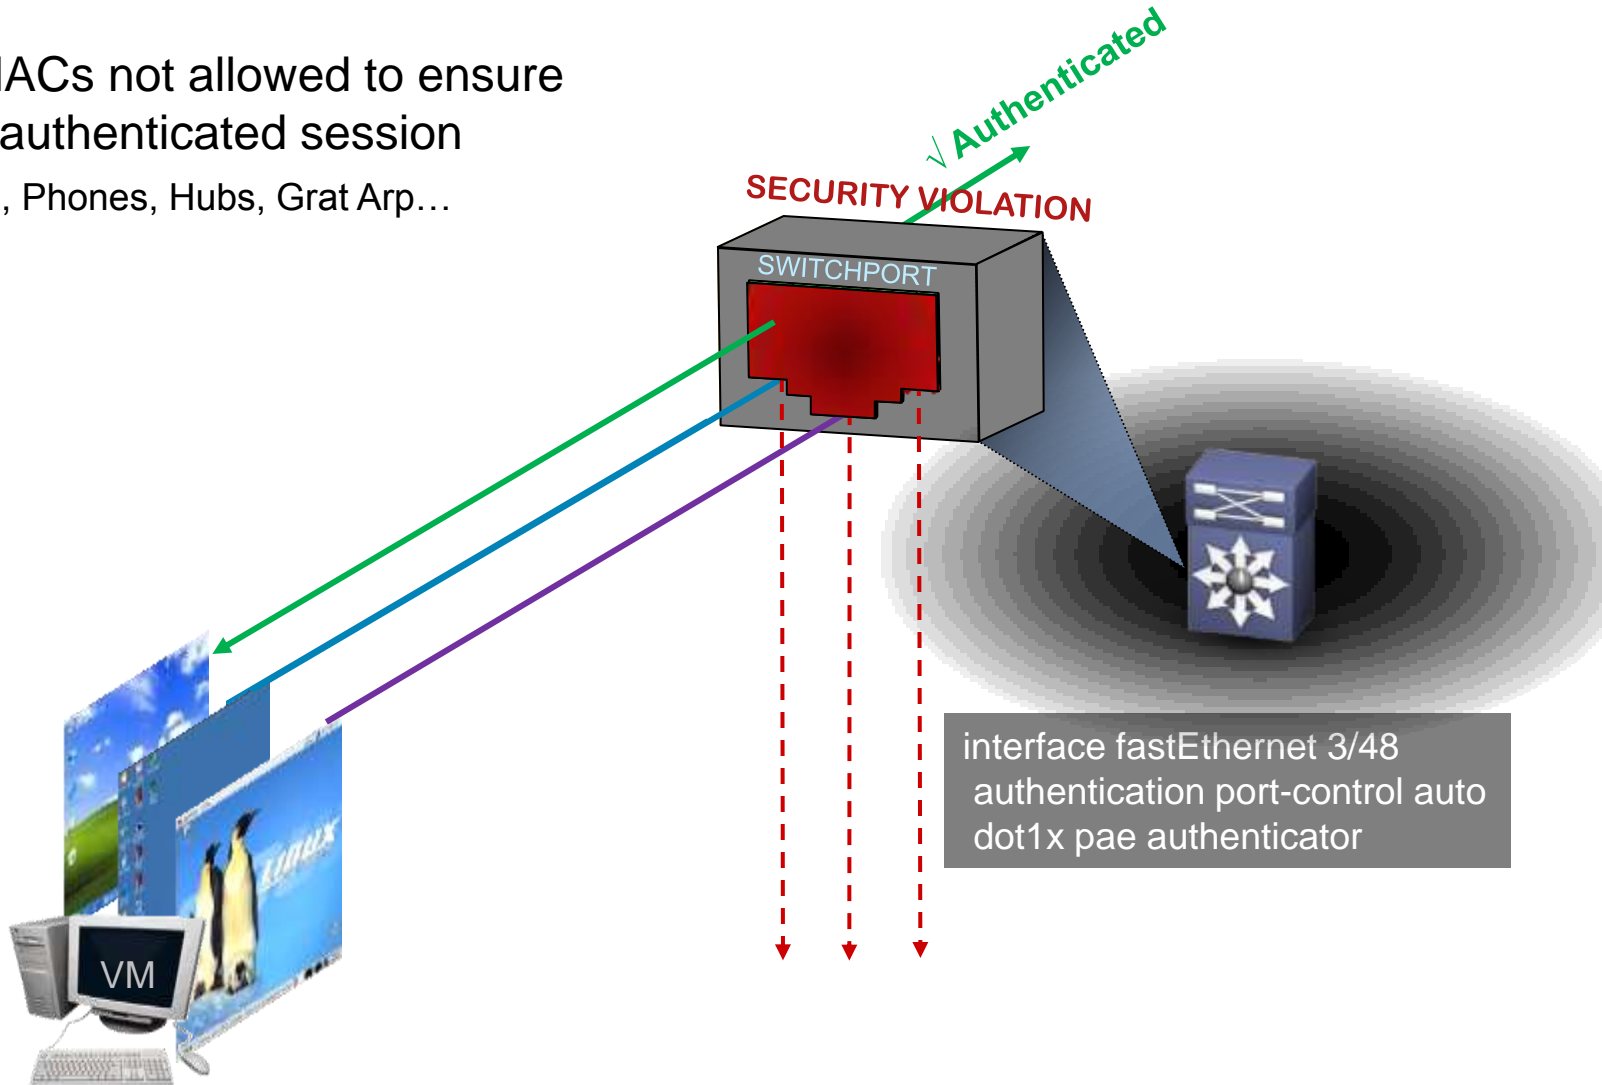 ACs not allowed to ensure
authenticated session
, Phones, Hubs, Grat Arp…
√ Authenticated
SECURITY VIOLATION
SWITCHPORT
interface fastEthernet 3/48
authentication port-control auto
dot1x pae authenticator
LINUX
VM